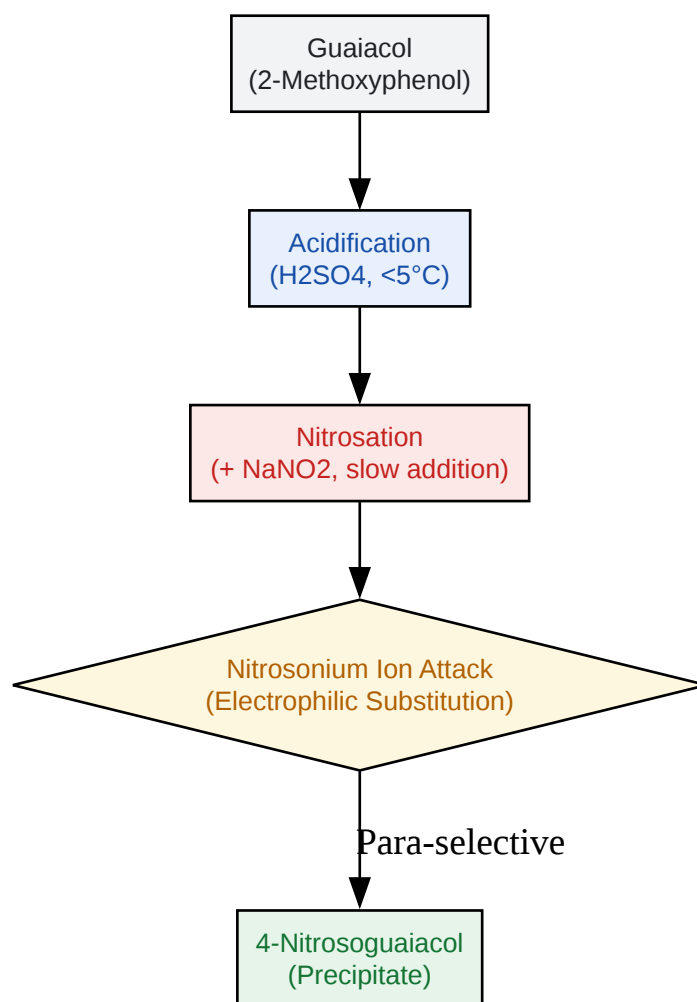 Guaiacol
(2-Methoxyphenol)
Acidification
(H2SO4, <5°C)
Nitrosation
(+ NaNO2, slow addition)
Nitrosonium Ion Attack
(Electrophilic Substitution)
Para-selective
4-Nitrosoguaiacol
(Precipitate)